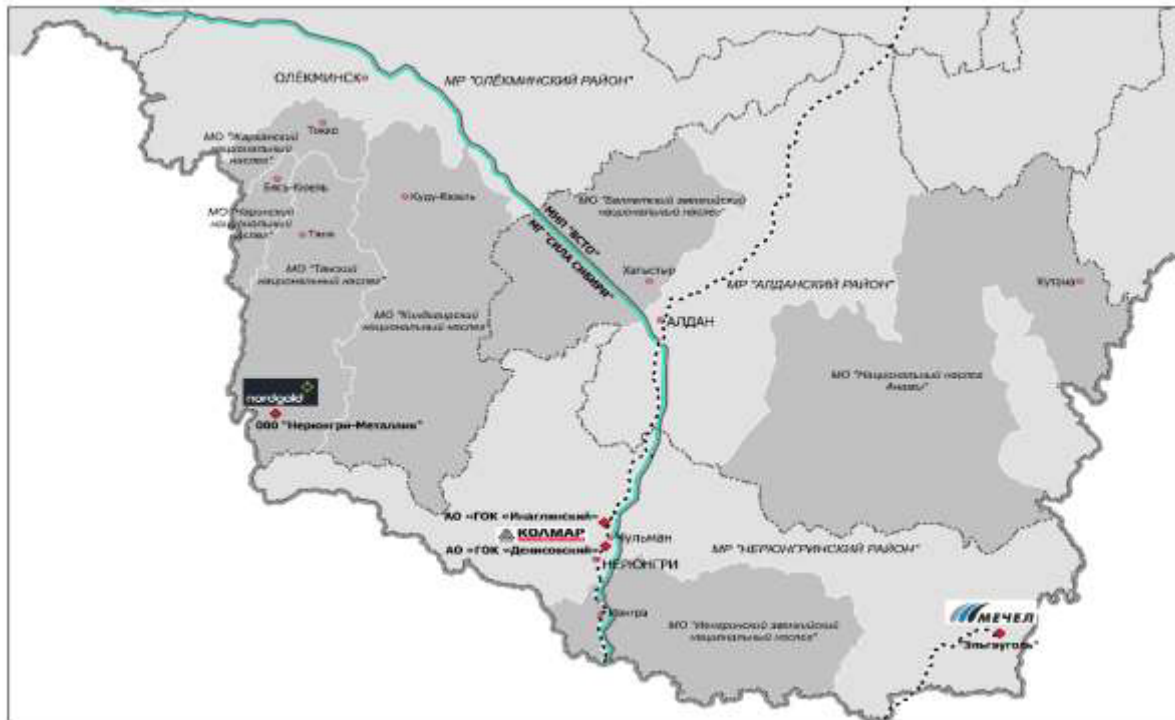 ОЛЁКМИНСК
МР "ОЛЁКМИНСКИЙ РАЙОН"
Токко
МО "Жарханский
национальный
наслег"
Бясь-Кюель
Куду-Кюель
МО "Чаринский
национальный
наслег"
Тяня
МО "Тянский
национальный наслег"
МО "Киндигирский
национальный наслег"
МНП "ВСТО"
МГ "СИЛА СИБИРИ"
МО "Беллетский эвенкийский
национальный наслег"
Хатыстыр
МР "АЛДАНСКИЙ РАЙОН"
Кутана
АЛДАН
МО "Национальный наслег
Анамы"
nordgold
ООО "Нерюнгри-Металлик"
АО «ГОК «Инаглинский»
КОЛМАР
Чульман
АО «ГОК «Денисовский»
НЕРЮНГРИ
МР "НЕРЮНГРИНСКИЙ РАЙОН"
Иенгра
МО "Иенгринский эвенкийский
национальный наслег"
МЕЧЕЛ
"Эльгауголь"